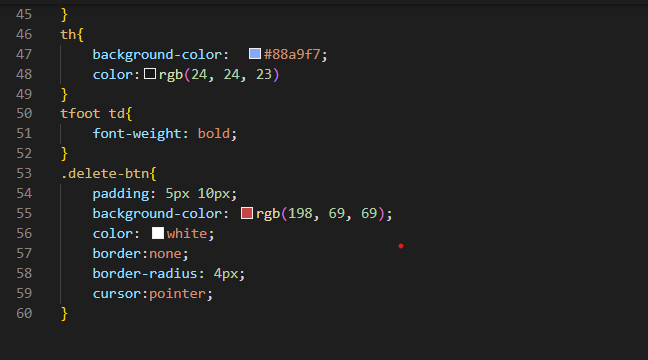 45 }
46 th{
47 background-color: #88a9f7;
48 color: rgb(24, 24, 23)
49 }
50 tfoot td{
51 font-weight: bold;
52 }
53 .delete-btn{
54 padding: 5px 10px;
55 background-color: rgb(198, 69, 69);
56 color: white;
57 border:none;
58 border-radius: 4px;
59 cursor:pointer;
60 }